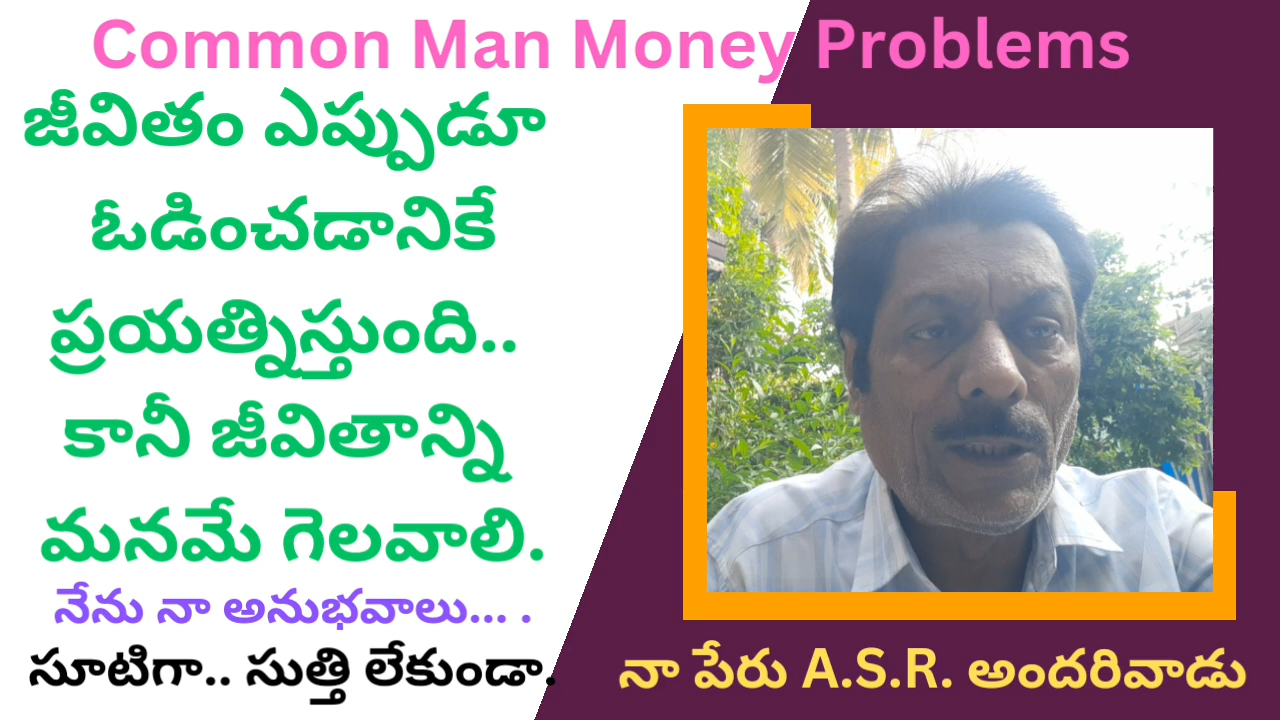 Common Man Money Problems
జీవితం ఎప్పుడూ
ఓడించడానికే
ప్రయత్నిస్తుంది..
కానీ జీవితాన్ని
మనమే గెలవాలి.
నేను నా అనుభవాలు... .
సూటిగా.. సుత్తి లేకుండా.
నా పేరు A.S.R. అందరివాడు